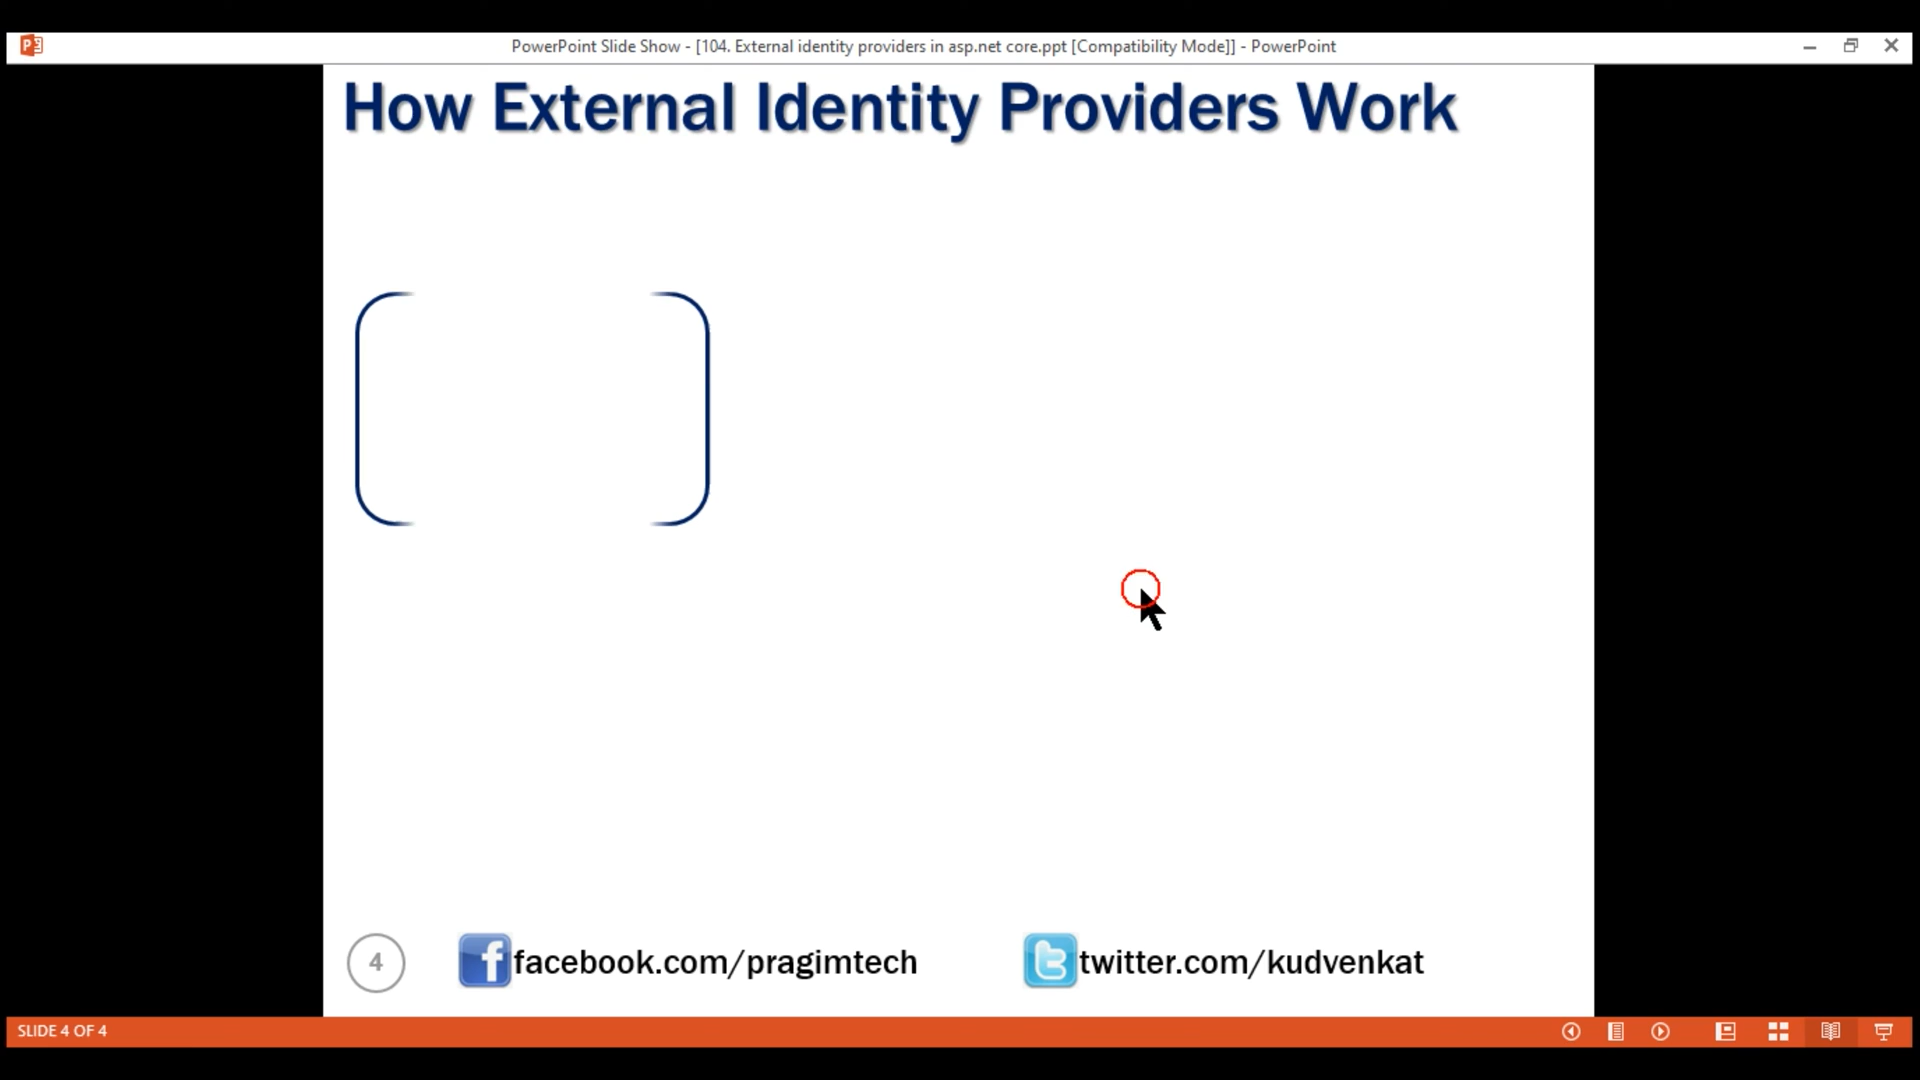 PowerPoint Slide Show - [104. External identity providers in asp.net core.ppt [Compatibility Mode]] - PowerPoint
How External Identity Providers Work
4
facebook.com/pragimtech
twitter.com/kudvenkat
SLIDE 4 OF 4